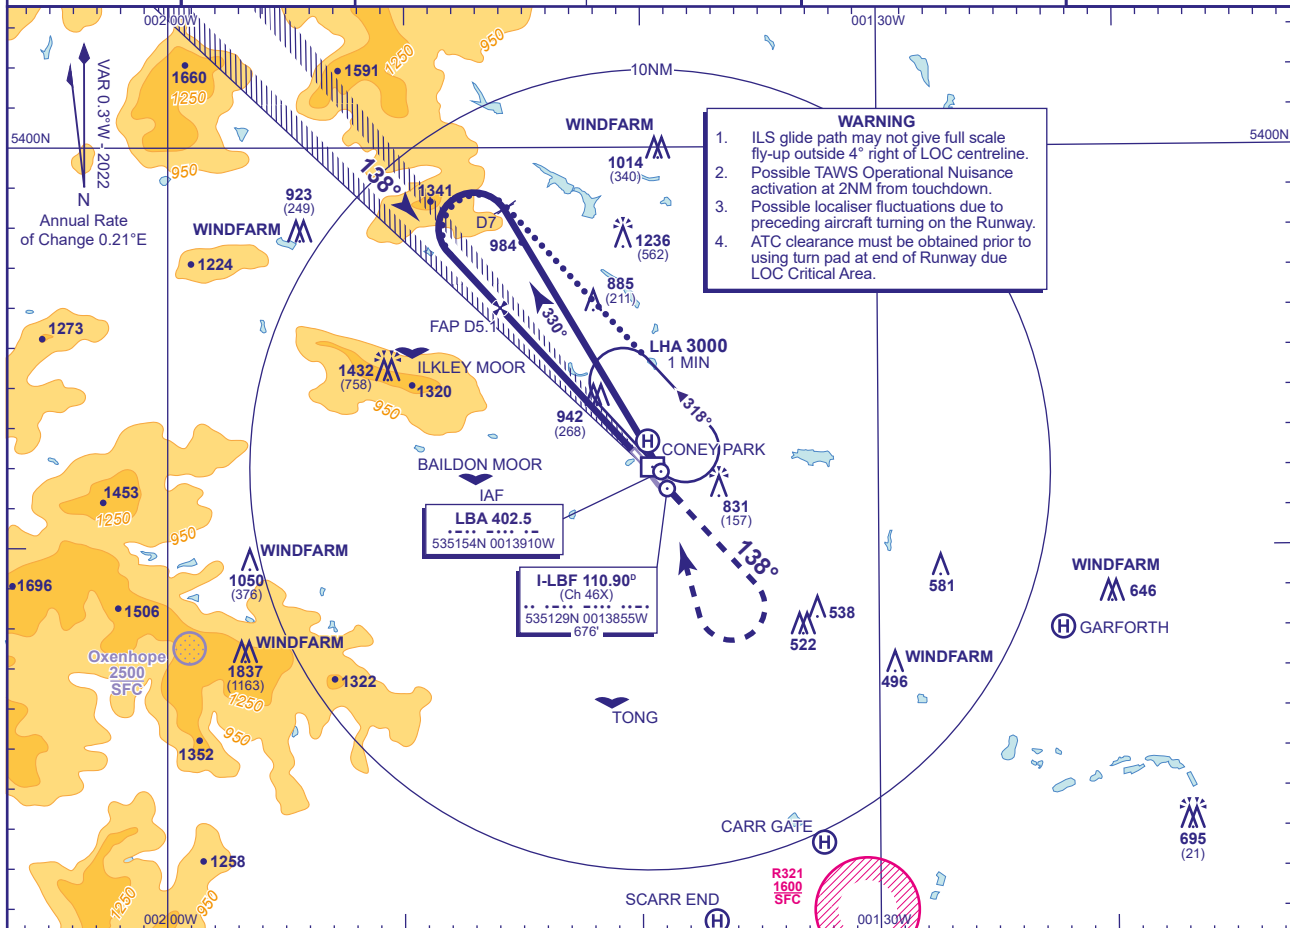 002 00W
001 30W
950
1250
950
1660
1250
1591
10NM
VAR 0.3°W - 2022
N
Annual Rate
of Change 0.21°E
5400N
5400N
950
WINDFARM
1014
(340)
WARNING
1. ILS glide path may not give full scale
fly-up outside 4° right of LOC centreline.
2. Possible TAWS Operational Nuisance
activation at 2NM from touchdown.
3. Possible localiser fluctuations due to
preceding aircraft turning on the Runway.
4. ATC clearance must be obtained prior to
using turn pad at end of Runway due
LOC Critical Area.
138°
1341
923
(249)
WINDFARM
D7
984
1236
(562)
1224
885
(211)
1273
FAP D5.1
330°
LHA 3000
1 MIN
1432
(758)
ILKLEY MOOR
1320
950
318°
942
(268)
H
CONEY PARK
BAILDON MOOR
IAF
LBA 402.5
535154N 0013910W
831
(157)
1453
1250
950
WINDFARM
1050
(376)
138°
I-LBF 110.90D
(Ch 46X)
535129N 0013855W
676'
581
WINDFARM
646
1696
1506
538
522
H
GARFORTH
WINDFARM
1837
(1163)
Oxenhope
2500
SFC
WINDFARM
496
1322
1250
TONG
950
1352
CARR GATE
H
695
(21)
1258
R321
1600
SFC
1250
950
SCARR END
H
002 00W
001 30W